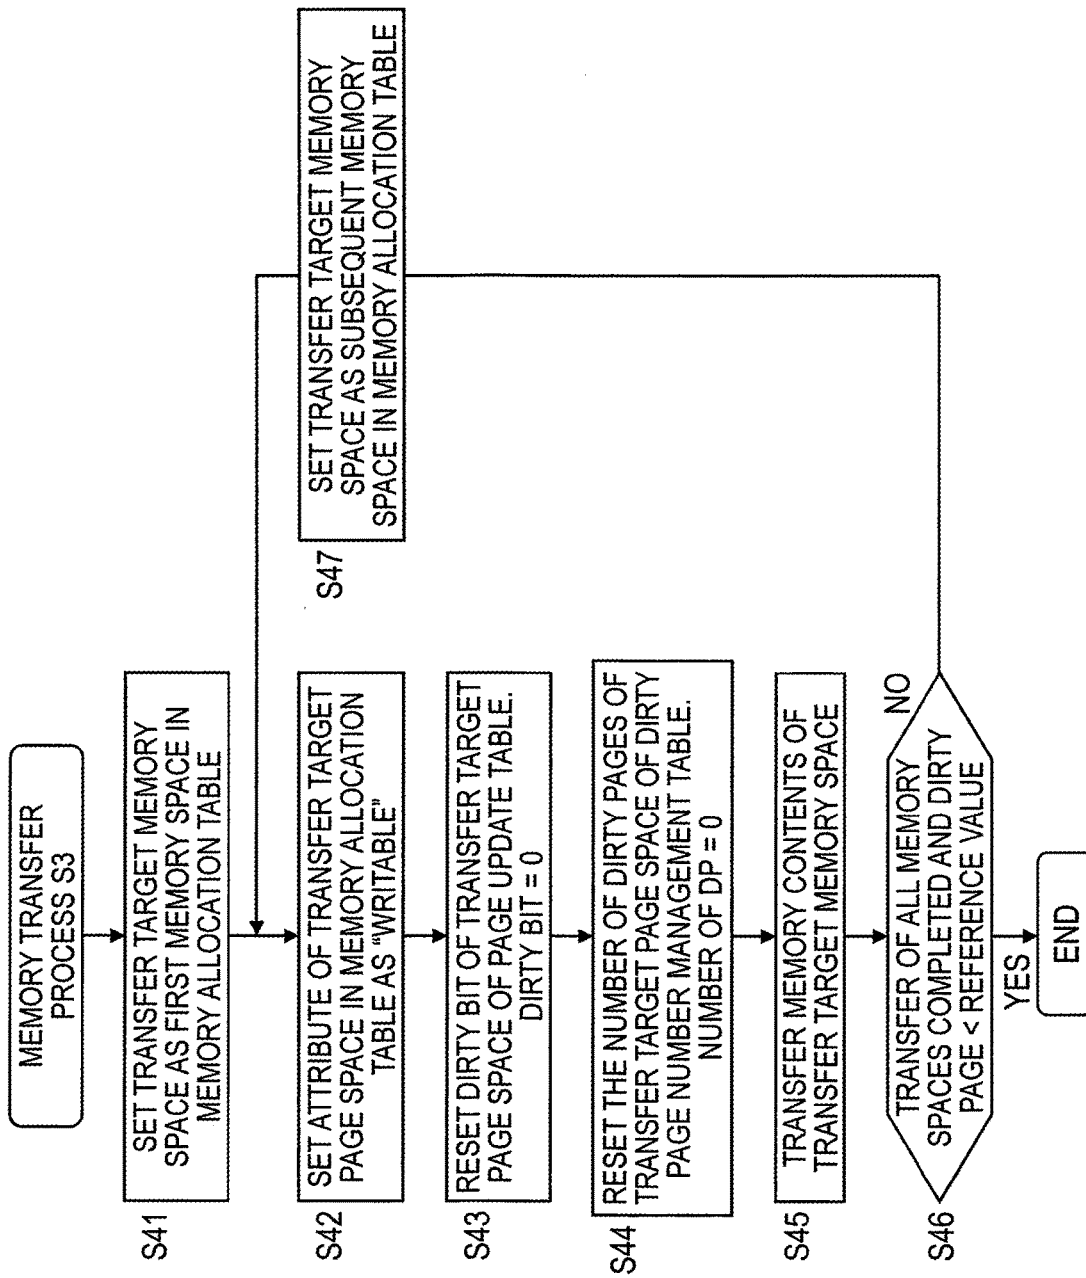 MEMORY TRANSFER
PROCESS S3
S41
SET TRANSFER TARGET MEMORY
SPACE AS FIRST MEMORY SPACE IN
MEMORY ALLOCATION TABLE
S42
SET ATTRIBUTE OF TRANSFER TARGET
PAGE SPACE IN MEMORY ALLOCATION
TABLE AS “WRITABLE”
S43
RESET DIRTY BIT OF TRANSFER TARGET
PAGE SPACE OF PAGE UPDATE TABLE.
DIRTY BIT = 0
S44
RESET THE NUMBER OF DIRTY PAGES OF
TRANSFER TARGET PAGE SPACE OF DIRTY
PAGE NUMBER MANAGEMENT TABLE.
NUMBER OF DP = 0
S45
TRANSFER MEMORY CONTENTS OF
TRANSFER TARGET MEMORY SPACE
S46
TRANSFER OF ALL MEMORY
SPACES COMPLETED AND DIRTY
PAGE < REFERENCE VALUE
NO
YES
END
S47
SET TRANSFER TARGET MEMORY
SPACE AS SUBSEQUENT MEMORY
SPACE IN MEMORY ALLOCATION TABLE